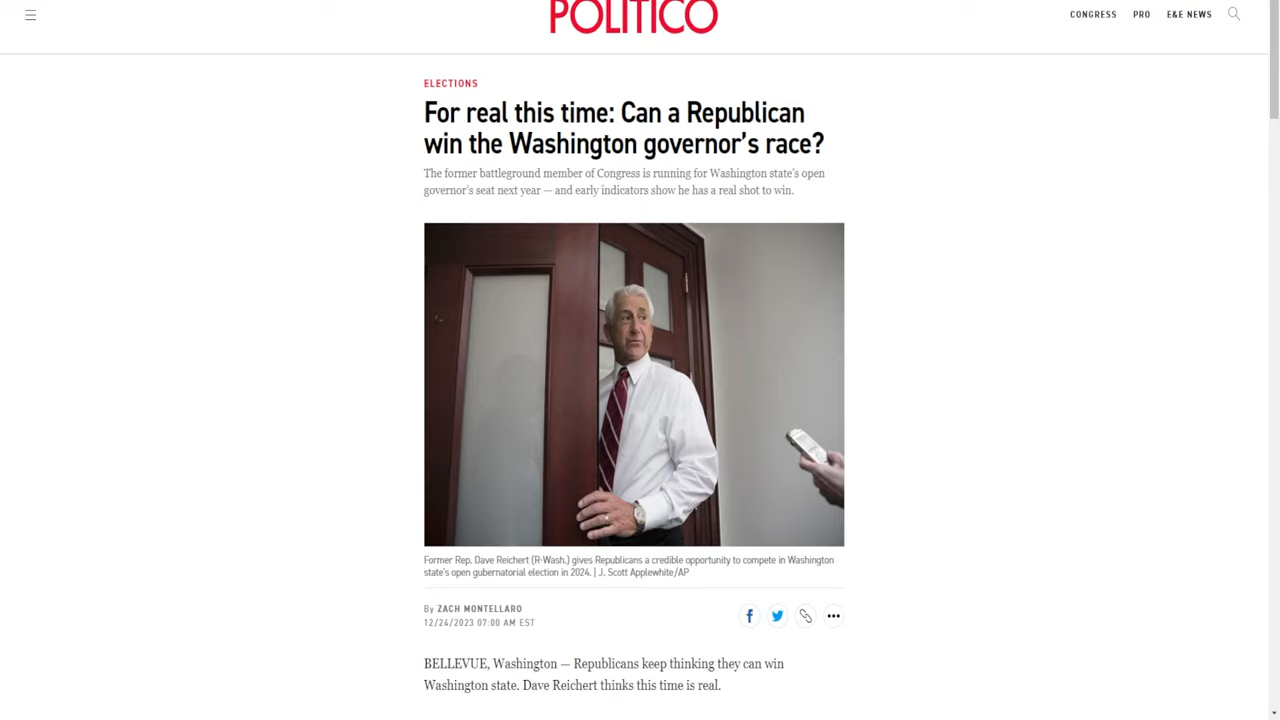 POLITICO
CONGRESS PRO E&E NEWS
ELECTIONS
For real this time: Can a Republican
win the Washington governor's race?
The former battleground member of Congress is running for Washington state's open
governor's seat next year — and early indicators show he has a real shot to win.
Former Rep. Dave Reichert (R-Wash.) gives Republicans a credible opportunity to compete in Washington
state's open gubernatorial election in 2024. | J. Scott Applewhite/AP
By ZACH MONTELLARO
12/24/2023 07:00 AM EST
BELLEVUE, Washington — Republicans keep thinking they can win
Washington state. Dave Reichert thinks this time is real.